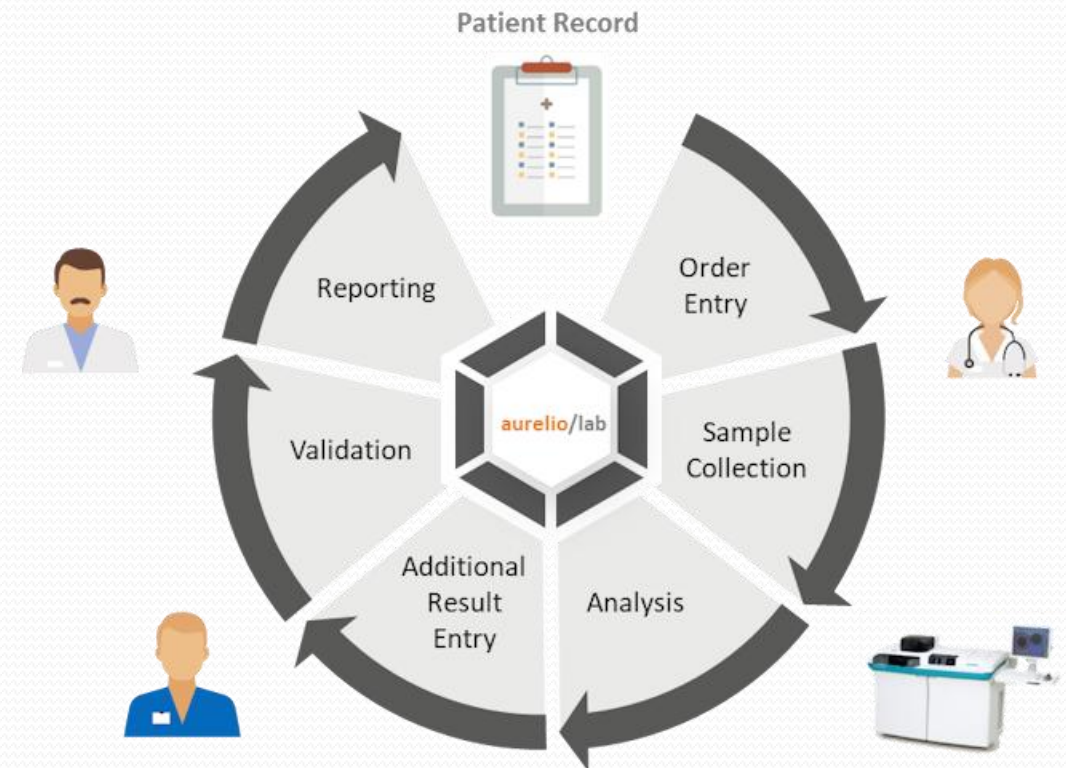 Patient Record
Order
Entry
Sample
Collection
Analysis
Additional
Result
Entry
Validation
Reporting
aurelio/lab